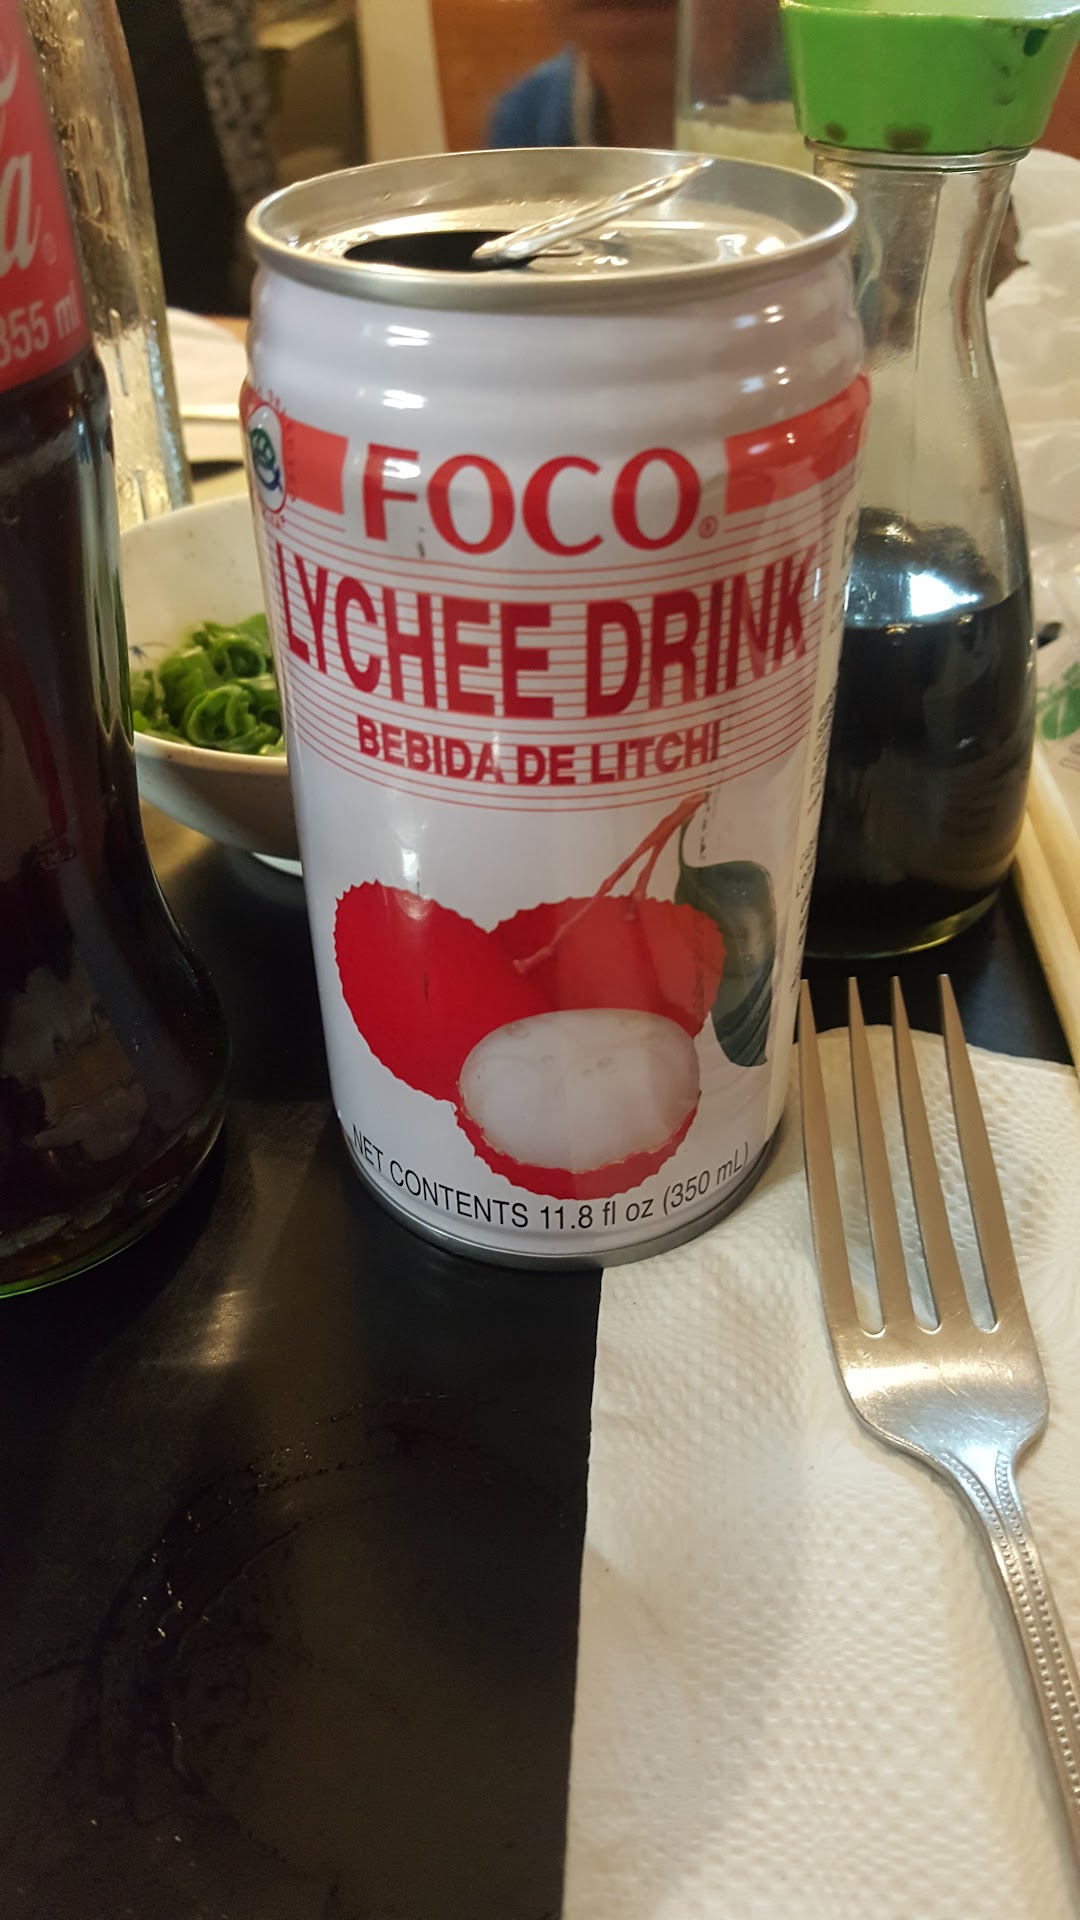 a®
355 ml
FOCO®
LYCHEE DRINK
BEBIDA DE LITCHI
NET CONTENTS 11.8 fl oz (350 mL)